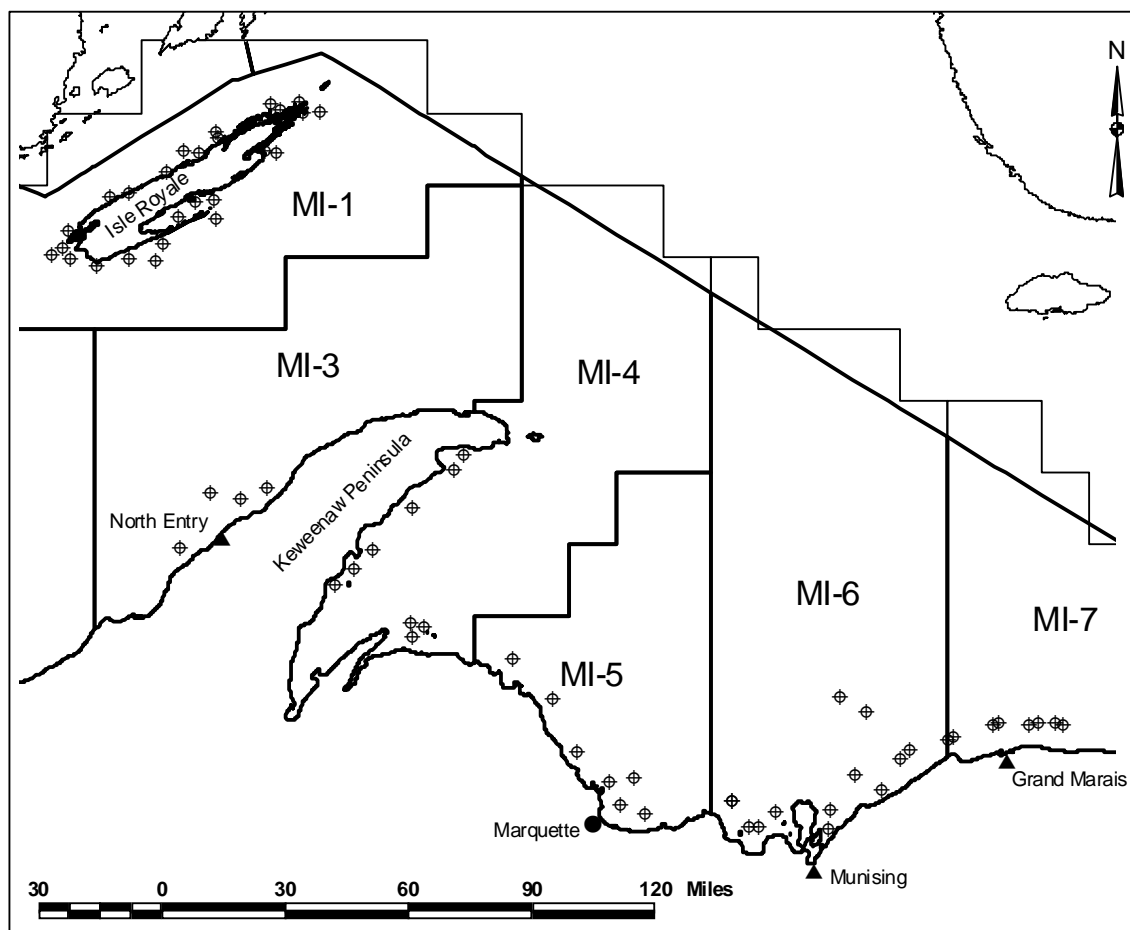 N
Isle Royale
MI-1
MI-3
MI-4
Keweenaw Peninsula
North Entry
MI-6
MI-7
MI-5
Grand Marais
Marquette
Munising
30 0 30 60 90 120 Miles